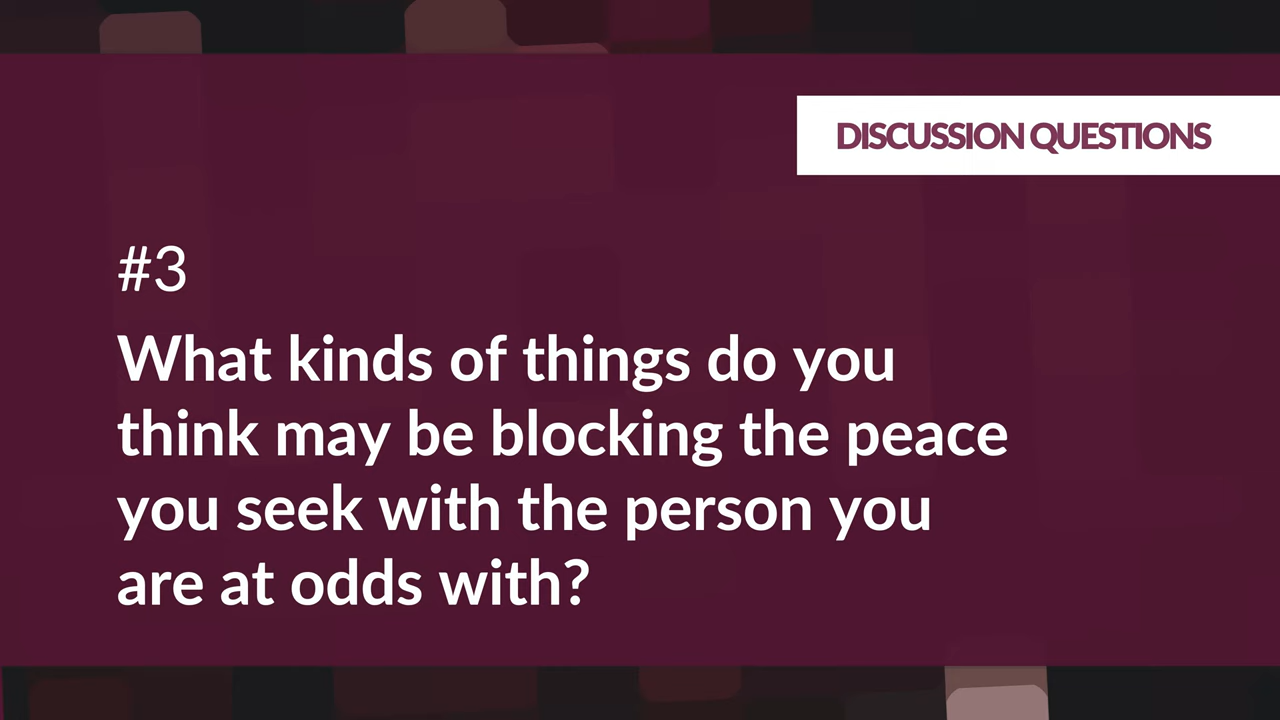 DISCUSSION QUESTIONS
#3
What kinds of things do you
think may be blocking the peace
you seek with the person you
are at odds with?